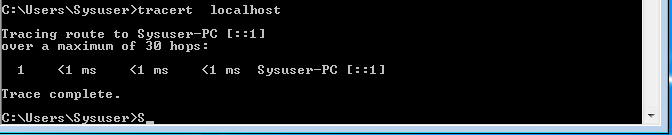 C:\Users\Sysuser>tracert  localhost
Tracing route to Sysuser-PC [::1]
over a maximum of 30 hops:
  1    <1 ms    <1 ms    <1 ms  Sysuser-PC [::1]
Trace complete.
C:\Users\Sysuser>S_